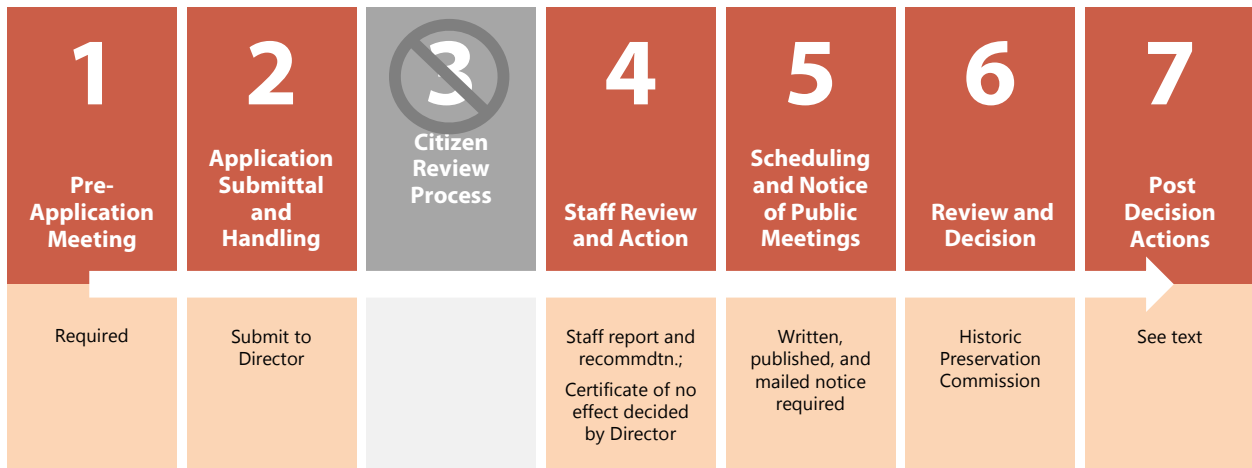 1
Pre-
Application
Meeting
Required
2
Application
Submittal
and
Handling
Submit to
Director
3
Citizen
Review
Process
4
Staff Review
and Action
Staff report and
recommdtn.;
Certificate of no
effect decided
by Director
5
Scheduling
and Notice
of Public
Meetings
Written,
published, and
mailed notice
required
6
Review and
Decision
Historic
Preservation
Commission
7
Post
Decision
Actions
See text